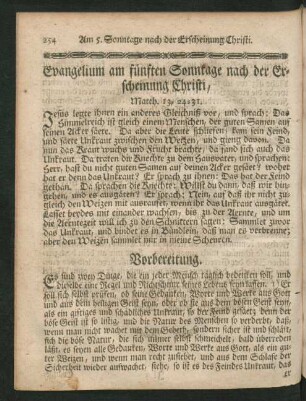 254 Am 5. Sonntage nach der Erscheinung Christi.
Evangelium am fünften Sonntage nach der Er-
scheinung Christi,
Matth. 13, 24-31.
Jesus legte ihnen ein anderes Gleichniß vor, und sprach: Das
Himmelreich ist gleich einem Menschen, der guten Samen auf
seinen Acker säete. Da aber die Leute schliefen, kam sein Feind,
und säete Unkraut zwischen den Weitzen, und gieng davon. Da
nun das Kraut wuchs und Frucht brachte, da fand sich auch das
Unkraut. Da traten die Knechte zu dem Hausvater, und sprachen:
Herr, hast du nicht guten Samen auf deinen Acker gesäet? woher
hat er denn das Unkraut? Er sprach zu ihnen: Das hat der Feind
gethan. Da sprachen die Knechte: Willst du denn, daß wir hin-
gehen, und es ausgäten? Er sprach: Nein, auf daß ihr nicht zu-
gleich den Weitzen mit ausraufet, wenn ihr das Unkraut ausgätet.
Lasset beydes mit einander wachsen, bis zu der Aernte, und um
die Aerntezeit will ich zu den Schnittern sagen: Sammlet zuvor
das Unkraut, und bindet es in Bündlein, daß man es verbrenne;
aber den Weitzen sammlet mir in meine Scheuren.
Vorbereitung.
Es sind zwey Dinge, die ein jeder Mensch täglich bedenken soll, und
dieselbe eine Regel und Richtschnur seines Lebens seyn lassen. Er
soll sich selbst prüfen, ob seine Gedanken, Worte und Werke aus Gott
und aus dem guten Geist seyn, oder ob sie aus dem bösen Geist seyn,
als ein giftiges und schädliches Unkraut, so der Feind gesäet; denn der
böse Geist ist so listig, und die Natur des Menschen so verderbt, daß,
wenn man nicht wachet mit dem Gebeth, sondern sicher ist, und schläft,
sich die böse Natur, die sich immer selbst schmeichelt, bald überreden
läßt, es seyn alle Gedanken, Worte und Werke aus Gott, und ein gu-
ter Weitzen, und wenn man recht zusiehet, und aus dem Schlafe der
Sicherheit wieder aufwachet, siehe, so ist es des Feindes Unkraut, das